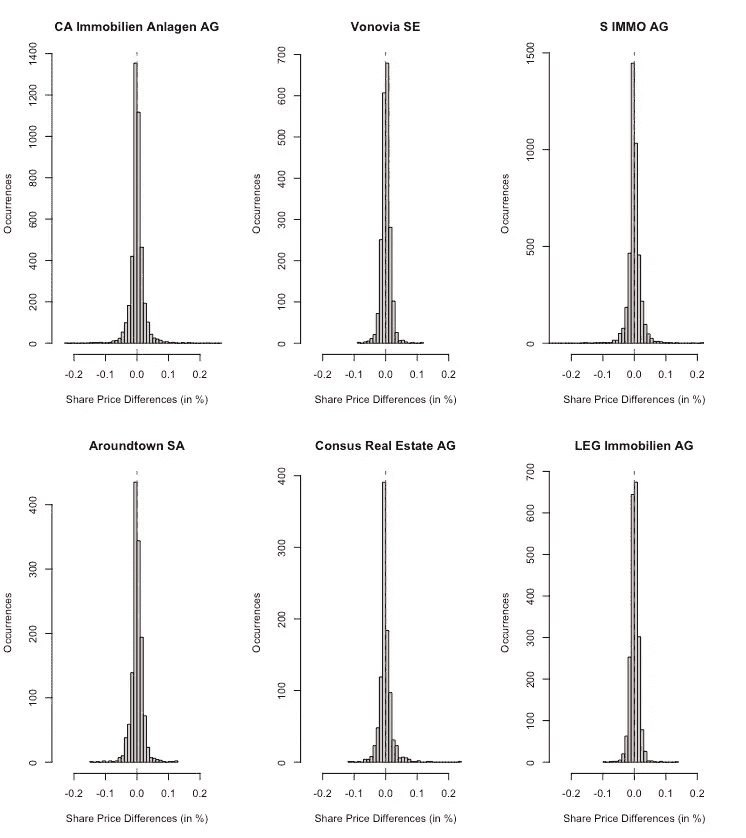 CA Immobilien Anlagen AG
Vonovia SE
S IMMO AG
Occurrences
0 200 400 600 800 1000 1200 1400
-0.2 -0.1 0.0 0.1 0.2
Share Price Differences (in %)
Occurrences
0 100 200 300 400 500 600 700
-0.2 -0.1 0.0 0.1 0.2
Share Price Differences (in %)
Occurrences
0 500 1000 1500
-0.2 -0.1 0.0 0.1 0.2
Share Price Differences (in %)
Aroundtown SA
Consus Real Estate AG
LEG Immobilien AG
Occurrences
0 100 200 300 400
-0.2 -0.1 0.0 0.1 0.2
Share Price Differences (in %)
Occurrences
0 100 200 300 400
-0.2 -0.1 0.0 0.1 0.2
Share Price Differences (in %)
Occurrences
0 100 200 300 400 500 600 700
-0.2 -0.1 0.0 0.1 0.2
Share Price Differences (in %)